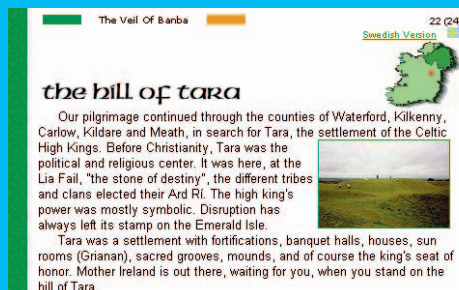 The Veil Of Banba
22 (24
Swedish Version
the hill of tara
Our pilgrimage continued through the counties of Waterford, Kilkenny,
Carlow, Kildare and Meath, in search for Tara, the settlement of the Celtic
High Kings. Before Christianity, Tara was the
political and religious center. It was here, at the
Lia Fail, "the stone of destiny", the different tribes
and clans elected their Ard Rí. The high king's
power was mostly symbolic. Disruption has
always left its stamp on the Emerald Isle.
Tara was a settlement with fortifications, banquet halls, houses, sun
rooms (Grianan), sacred groves, mounds, and of course the king's seat of
honor. Mother Ireland is out there, waiting for you, when you stand on the
hill of Tara.